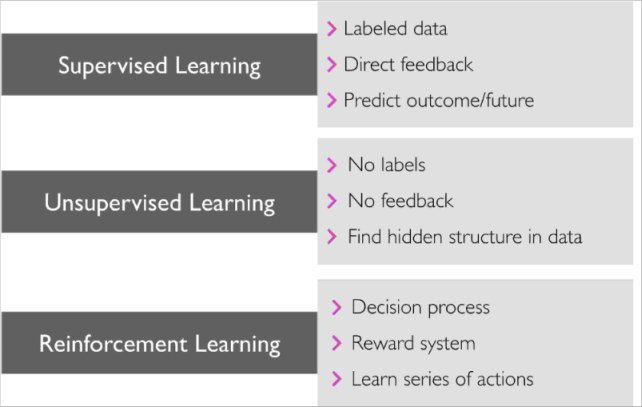 Supervised Learning
Labeled data
Direct feedback
Predict outcome/future
Unsupervised Learning
No labels
No feedback
Find hidden structure in data
Reinforcement Learning
Decision process
Reward system
Learn series of actions